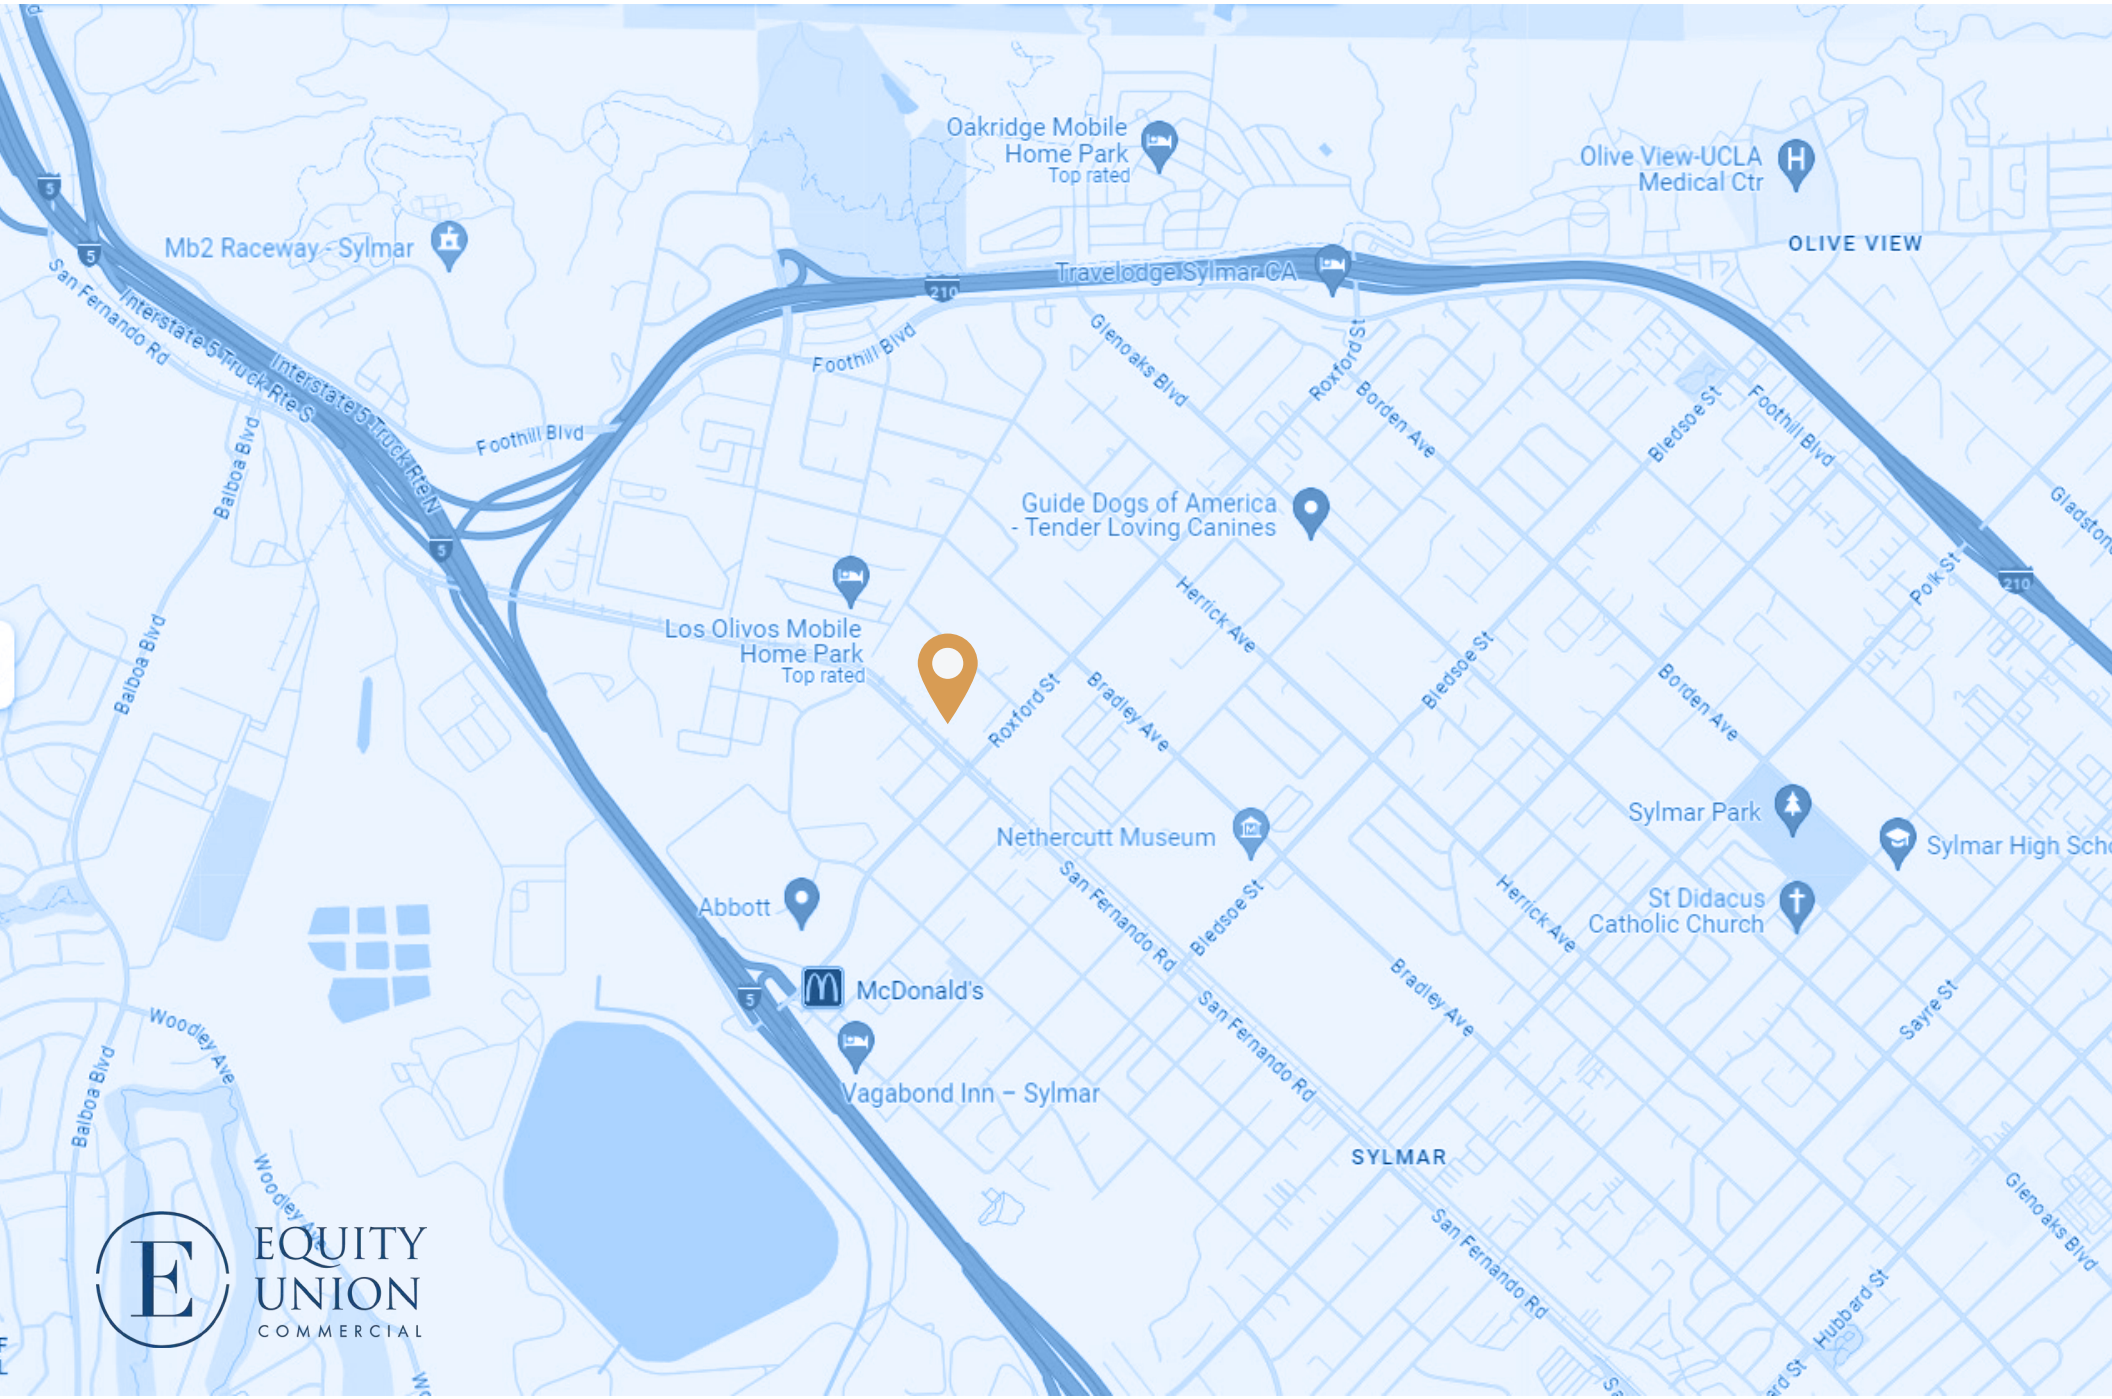 Oakridge Mobile
Home Park
Top rated
Olive View-UCLA
Medical Ctr
OLIVE VIEW
5
5
Mb2 Raceway - Sylmar
210
Travelodge Sylmar CA
San Fernando Rd
Interstate 5 Truck Rte S
Interstate 5 Truck Rte N
Foothill Blvd
Glenoaks Blvd
Roxford St
Borden Ave
Bledsoe St
Foothill Blvd
Foothill Blvd
Balboa Blvd
5
Guide Dogs of America
- Tender Loving Canines
Polk St
210
Herrick Ave
Balboa Blvd
Los Olivos Mobile
Home Park
Top rated
Roxford St
Bradley Ave
Bledsoe St
Borden Ave
Sylmar Park
Nethercutt Museum
San Fernando Rd
Bledsoe St
Herrick Ave
St Didacus
Catholic Church
Abbott
5
McDonald's
Bradley Ave
Sayre St
San Fernando Rd
Woodley Ave
Balboa Blvd
Vagabond Inn – Sylmar
SYLMAR
Woodley Ave
Glenoaks Blvd
San Fernando Rd
Hubbard St
E
EQUITY
UNION
COMMERCIAL